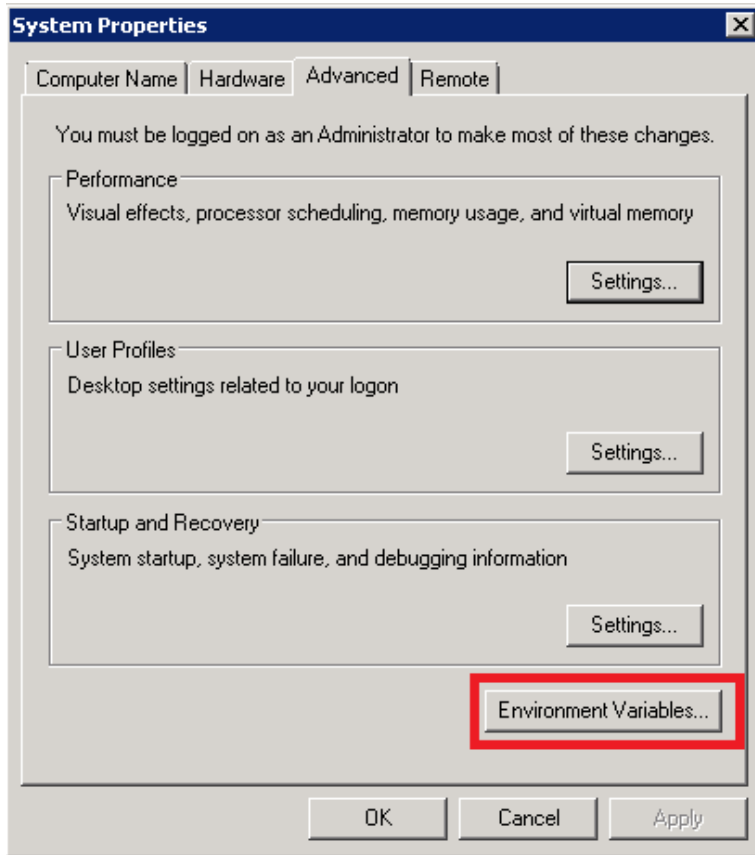 System Properties
Computer Name Hardware Advanced Remote
You must be logged on as an Administrator to make most of these changes.
Performance
Visual effects, processor scheduling, memory usage, and virtual memory
Settings...
User Profiles
Desktop settings related to your logon
Settings...
Startup and Recovery
System startup, system failure, and debugging information
Settings...
Environment Variables...
OK Cancel Apply